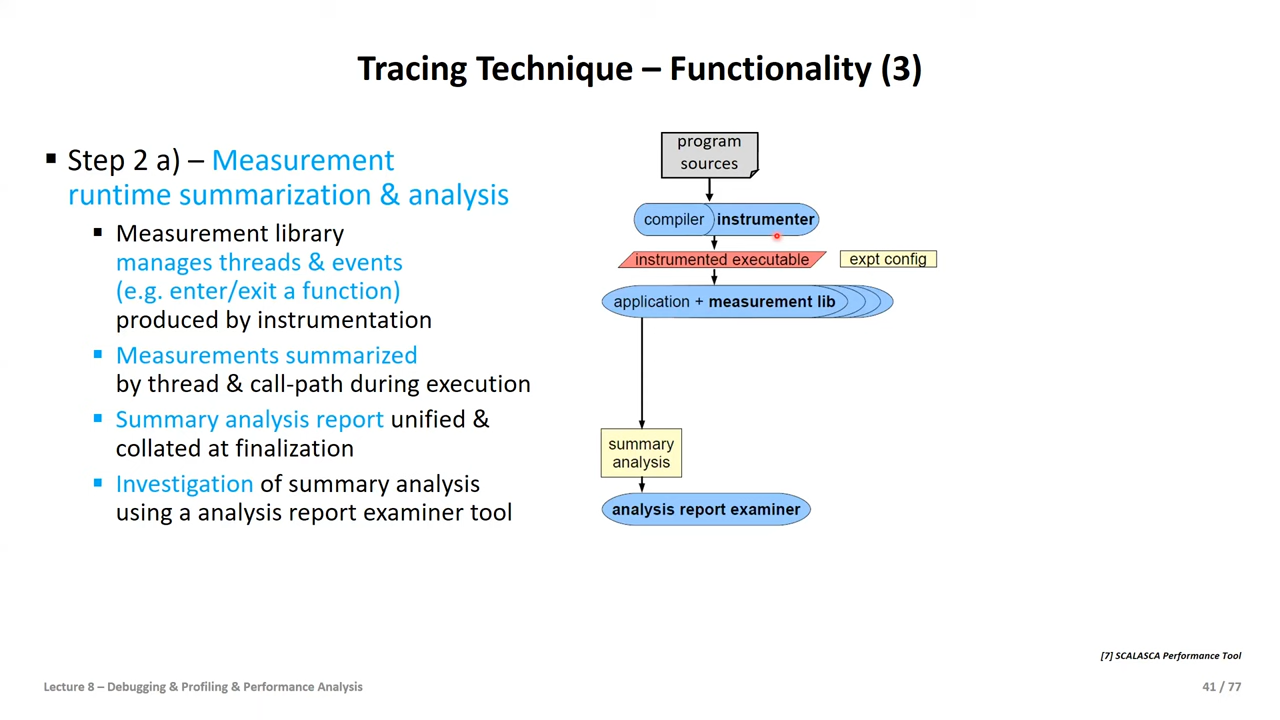 Tracing Technique – Functionality (3)
▪ Step 2 a) – Measurement
runtime summarization & analysis
▪ Measurement library
manages threads & events
(e.g. enter/exit a function)
produced by instrumentation
▪ Measurements summarized
by thread & call-path during execution
▪ Summary analysis report unified &
collated at finalization
▪ Investigation of summary analysis
using a analysis report examiner tool
program
sources
compiler instrumenter
instrumented executable
expt config
application + measurement lib
summary
analysis
analysis report examiner
[7] SCALASCA Performance Tool
Lecture 8 – Debugging & Profiling & Performance Analysis
41 / 77